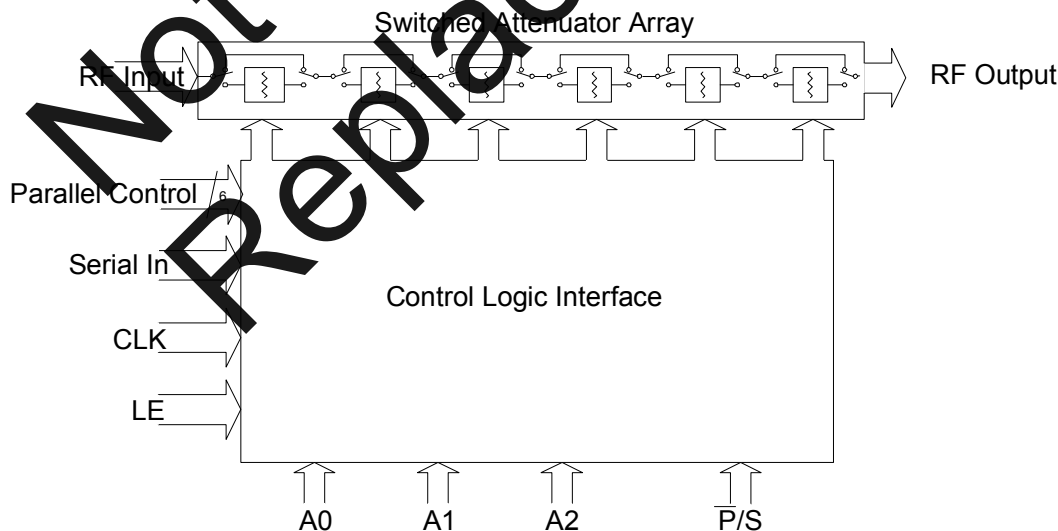 Switched Attenuator Array
RF Input
RF Output
Parallel Control
6
Serial In
Control Logic Interface
CLK
LE
A0
A1
A2
P̅/S
Not